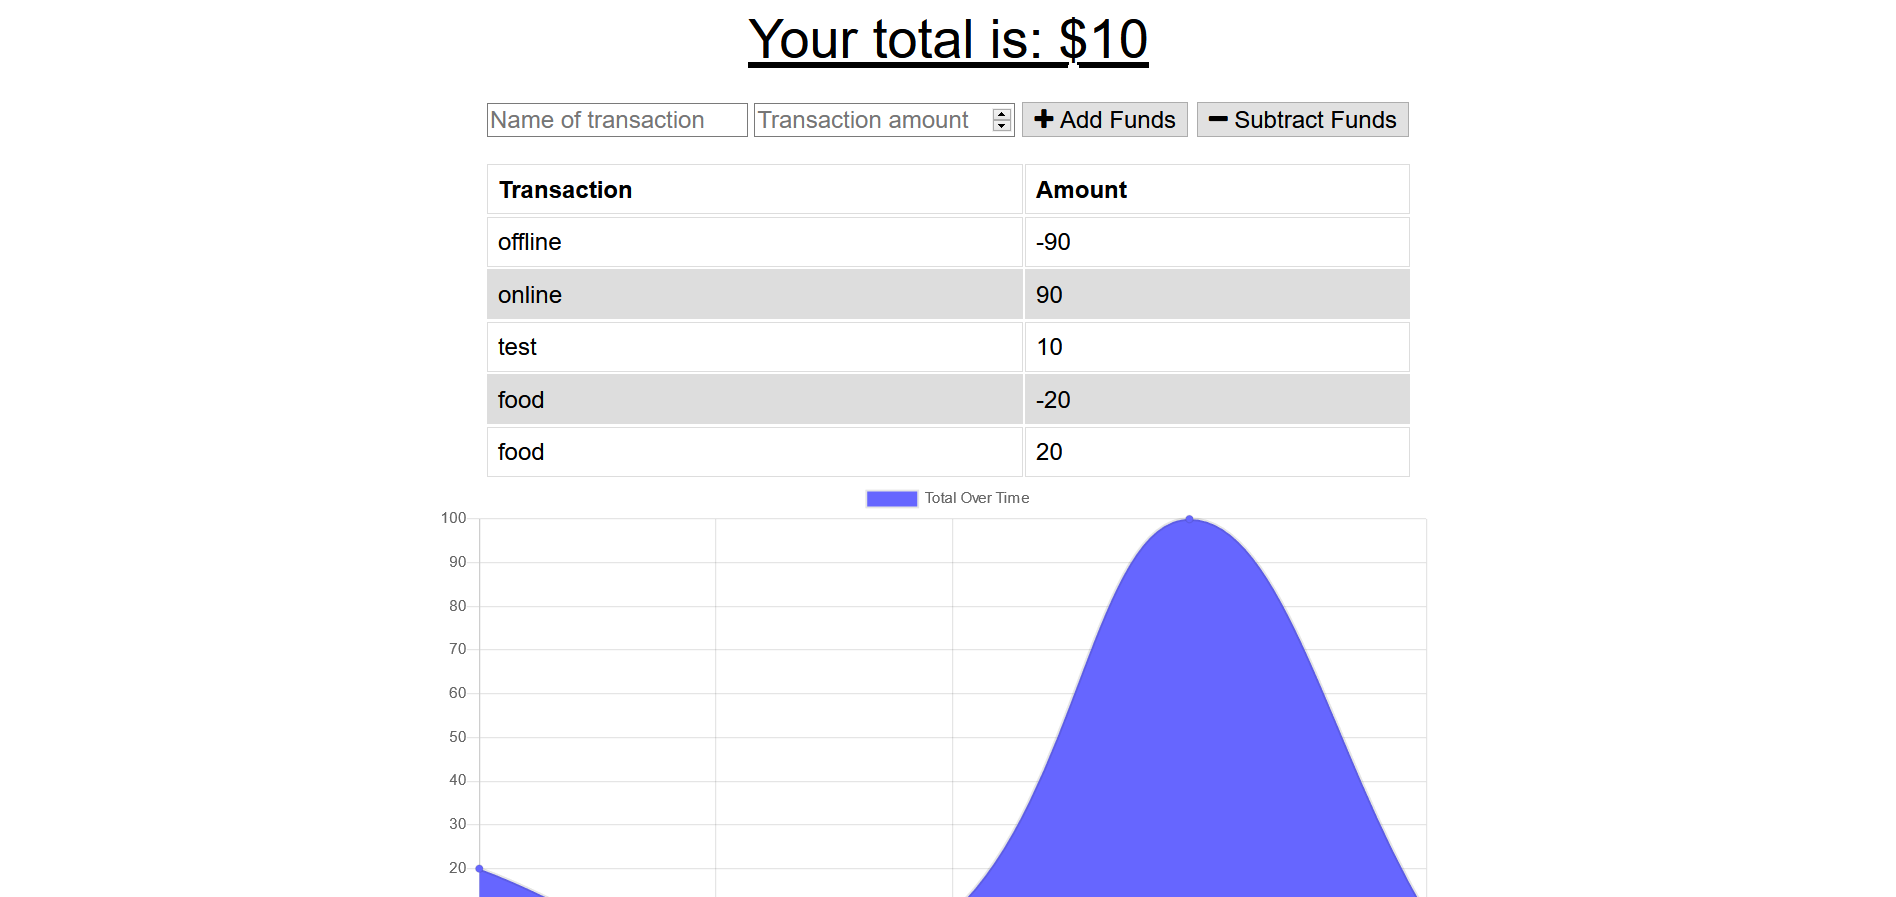 Your total is: $10
Name of transaction Transaction amount Add Funds Subtract Funds
Transaction Amount
offline -90
online 90
test 10
food -20
food 20
Total Over Time
100
90
80
70
60
50
40
30
20